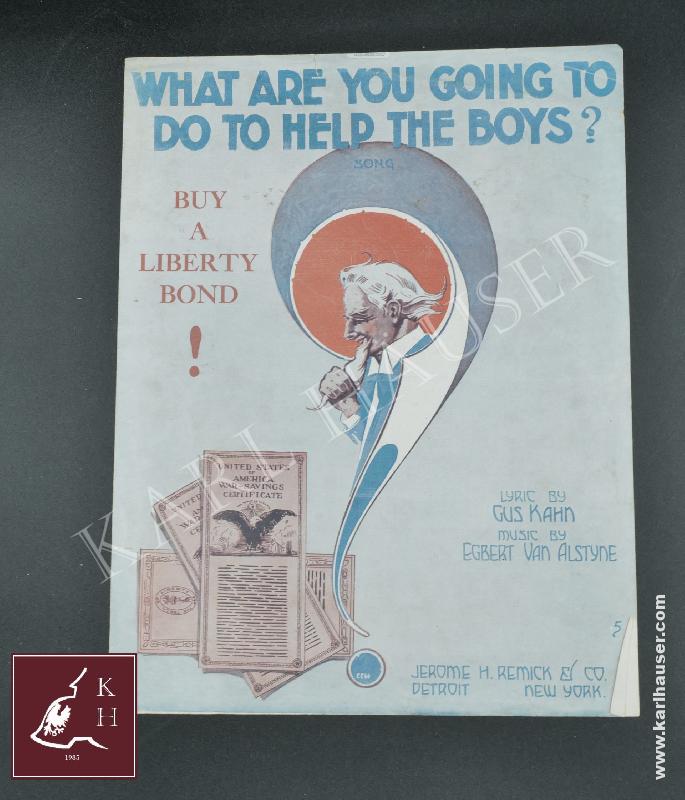 WHAT ARE YOU GOING TO
DO TO HELP THE BOYS?
SONG
BUY
A
LIBERTY
BOND
!
UNITED STATES
OF
AMERICA
WAR-SAVINGS
CERTIFICATE
LYRIC BY
GUS KAHN
MUSIC BY
EGBERT VAN ALSTYNE
5
JEROME H. REMICK & CO.
DETROIT NEW YORK.
KARL HAUSER
K
H
1985
www.karlhauser.com